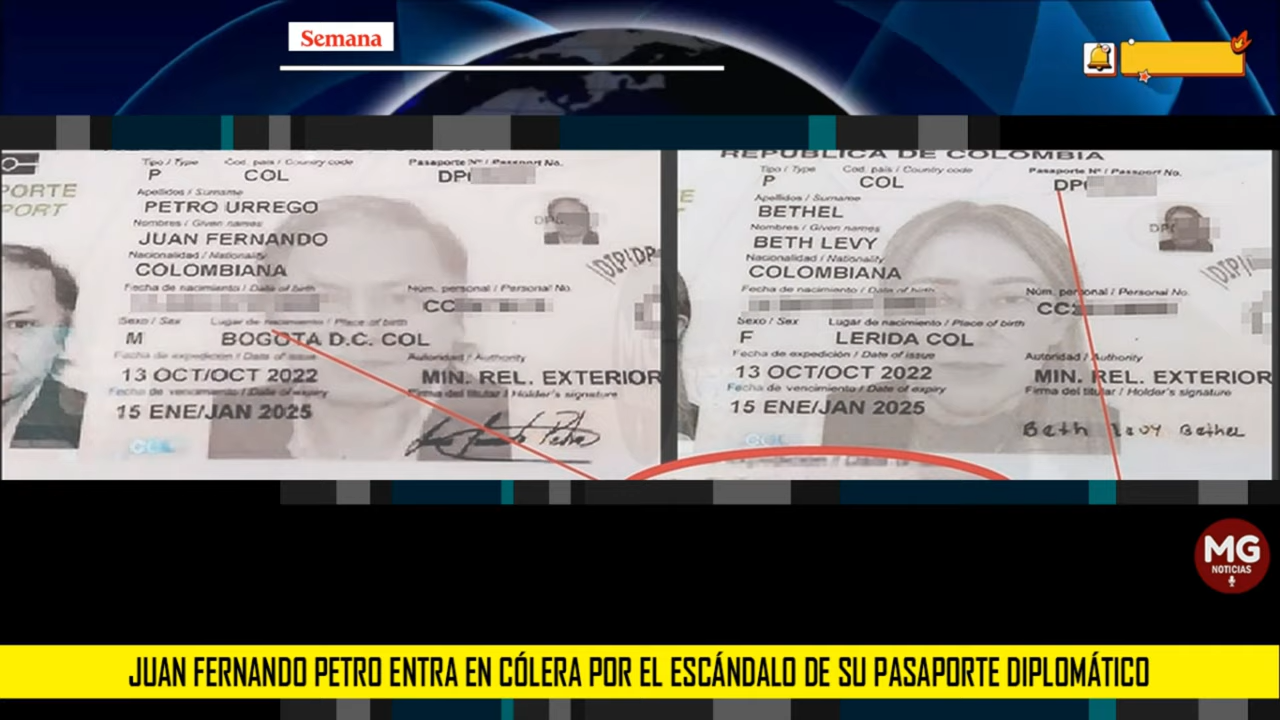 Semana
REPUBLICA DE COLOMBIA
PORTE
PORT
Tipo / Type Cod. país / Country code Pasaporte Nº / Passport No.
P COL DP
Apellidos / Surname
PETRO URREGO
Nombres / Given names
JUAN FERNANDO
Nacionalidad / Nationality
COLOMBIANA
Fecha de nacimiento / Date of birth Núm. personal / Personal No.
CC
Sexo / Sex Lugar de nacimiento / Place of birth
M BOGOTA D.C. COL
Fecha de expedición / Date of issue Autoridad / Authority
13 OCT/OCT 2022 MIN. REL. EXTERIOR
Fecha de vencimiento / Date of expiry Firma del titular / Holder's signature
15 ENE/JAN 2025
COL
Tipo / Type Cod. país / Country code Pasaporte Nº / Passport No.
P COL DP
Apellidos / Surname
BETHEL
Nombres / Given names
BETH LEVY
Nacionalidad / Nationality
COLOMBIANA
Fecha de nacimiento / Date of birth Núm. personal / Personal No.
CC
Sexo / Sex Lugar de nacimiento / Place of birth
F LERIDA COL
Fecha de expedición / Date of issue Autoridad / Authority
13 OCT/OCT 2022 MIN. REL. EXTERIOR
Fecha de vencimiento / Date of expiry Firma del titular / Holder's signature
15 ENE/JAN 2025 Beth Levy Bethel
COL
MG
NOTICIAS
JUAN FERNANDO PETRO ENTRA EN CÓLERA POR EL ESCÁNDALO DE SU PASAPORTE DIPLOMÁTICO